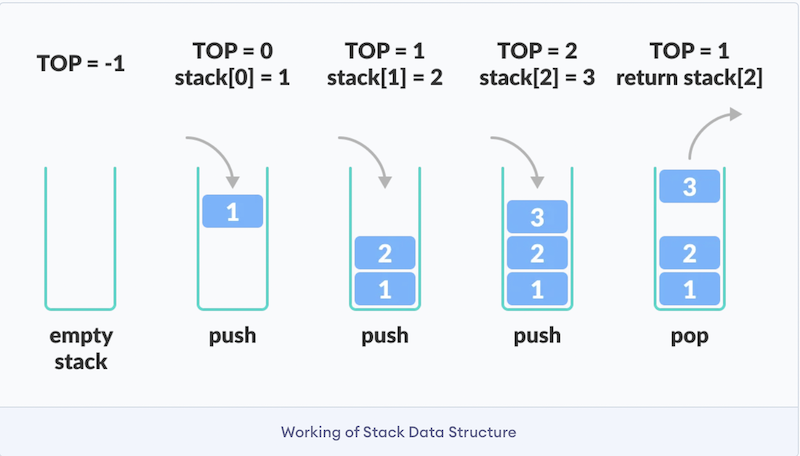 TOP = -1
TOP = 0
stack[0] = 1
TOP = 1
stack[1] = 2
TOP = 2
stack[2] = 3
TOP = 1
return stack[2]
1
2
1
3
2
1
3
2
1
empty
stack
push
push
push
pop
Working of Stack Data Structure